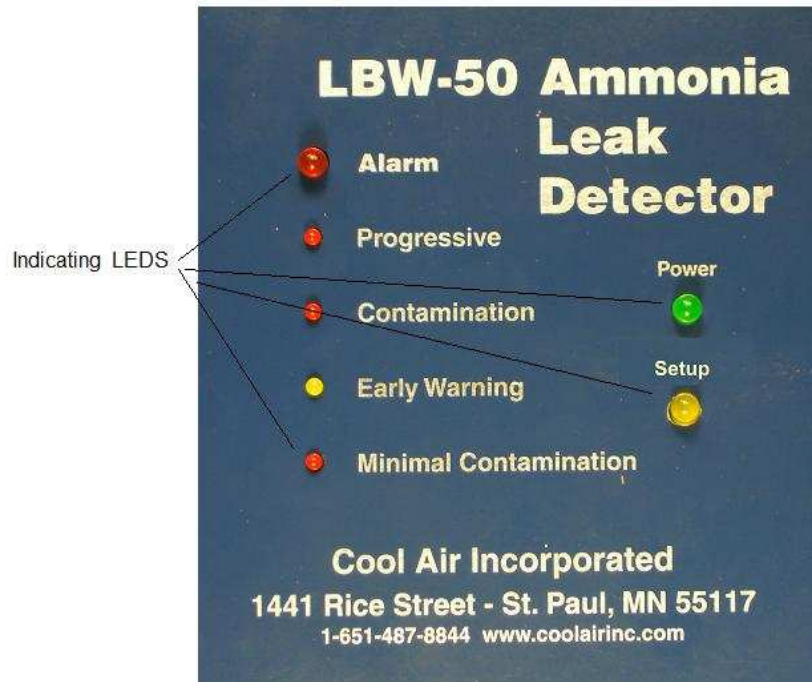 LBW-50 Ammonia
Leak
Detector
Alarm
Progressive
Indicating LEDS
Power
Contamination
Setup
Early Warning
Minimal Contamination
Cool Air Incorporated
1441 Rice Street - St. Paul, MN 55117
1-651-487-8844 www.coolairinc.com